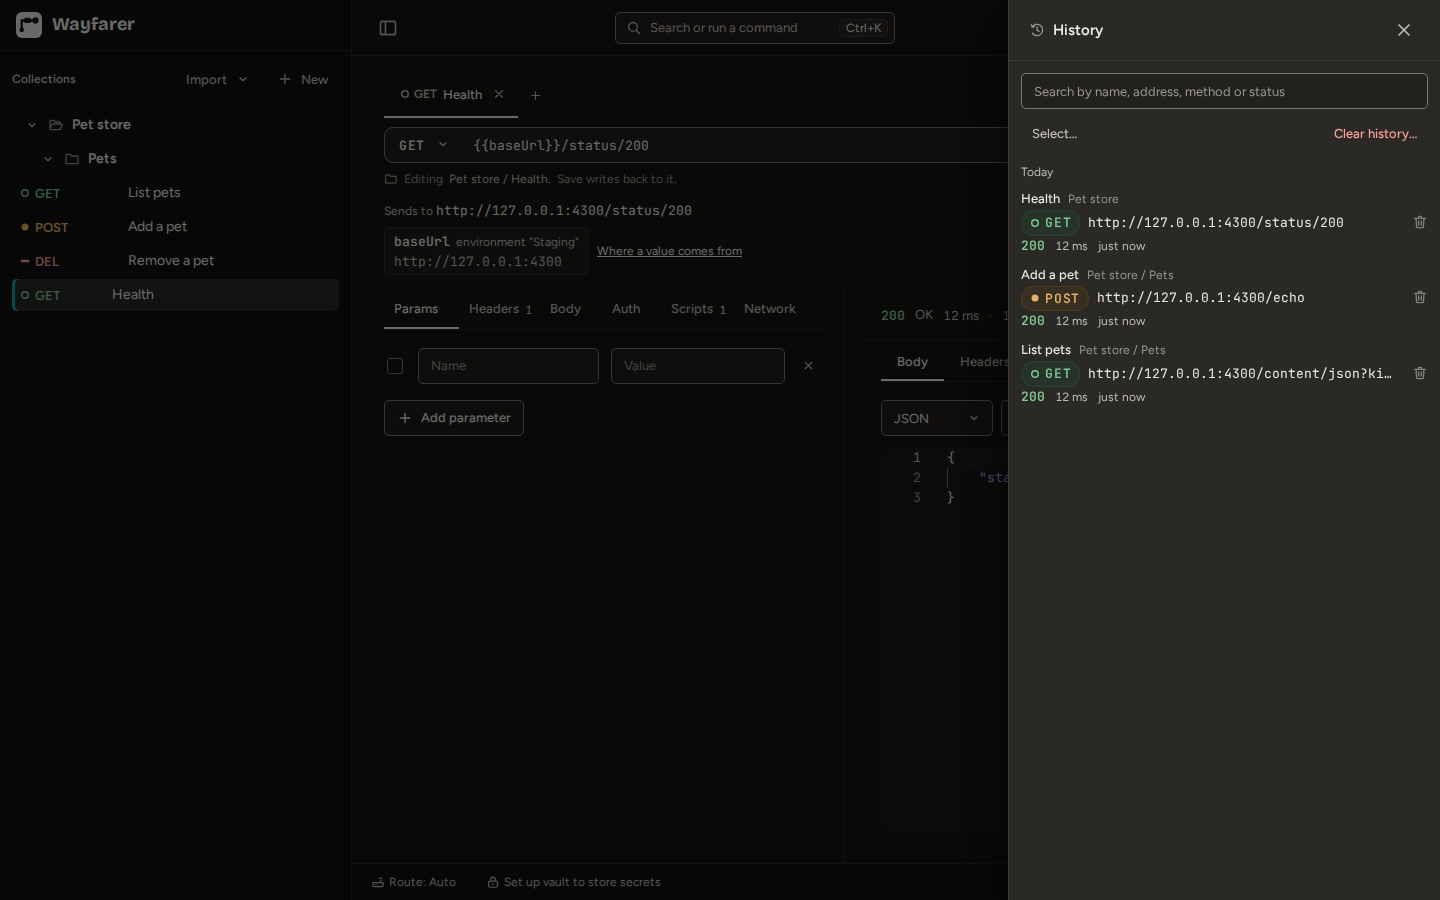 Wayfarer
Collections
Import
New
Pet store
Pets
GET List pets
POST Add a pet
DEL Remove a pet
GET Health
Search or run a command Ctrl+K
GET Health
GET {{baseUrl}}/status/200
Editing Pet store / Health. Save writes back to it.
Sends to http://127.0.0.1:4300/status/200
baseUrl environment "Staging"
http://127.0.0.1:4300
Where a value comes from
Params Headers 1 Body Auth Scripts 1 Network
Name Value
Add parameter
200 OK 12 ms · 1
Body Headers
JSON
1 {
2 "sta
3 }
Route: Auto Set up vault to store secrets
History
Search by name, address, method or status
Select... Clear history...
Today
Health Pet store
GET http://127.0.0.1:4300/status/200
200 12 ms just now
Add a pet Pet store / Pets
POST http://127.0.0.1:4300/echo
200 12 ms just now
List pets Pet store / Pets
GET http://127.0.0.1:4300/content/json?ki…
200 12 ms just now